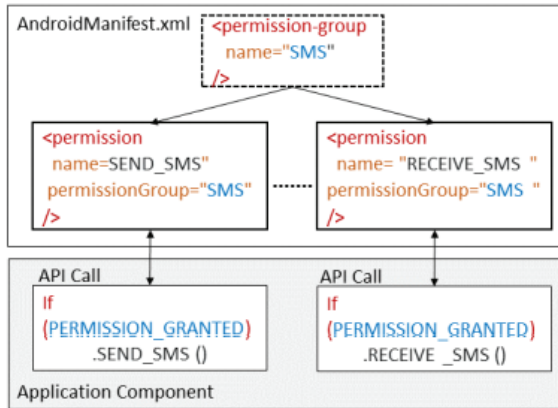 AndroidManifest.xml
<permission-group
name="SMS"
/>
<permission
name=SEND_SMS"
permissionGroup="SMS"
/>
<permission
name= "RECEIVE_SMS "
permissionGroup="SMS "
/>
API Call
If
(PERMISSION_GRANTED)
.SEND_SMS ()
API Call
If
(PERMISSION_GRANTED)
.RECEIVE _SMS ()
Application Component